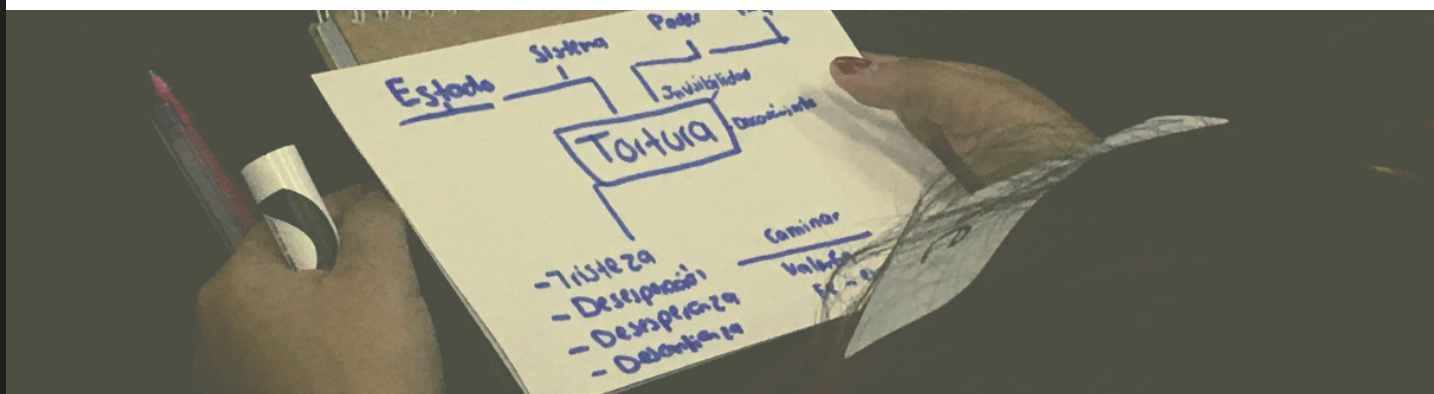 Poder
Sistema
Estado
Invisibilidad
Tortura
Caminar
-Tristeza
- Desesperación
- Desesperanza
- Desconfianza